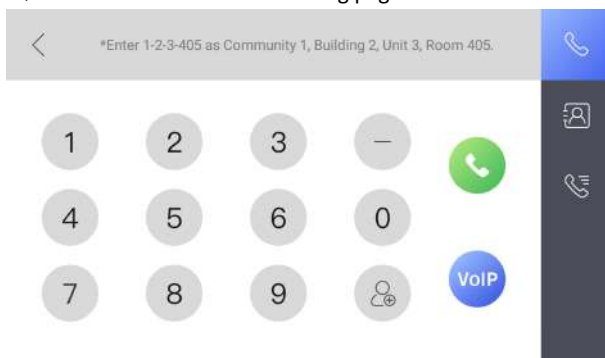 *Enter 1-2-3-405 as Community 1, Building 2, Unit 3, Room 405.
1 2 3 –
4 5 6 0
VoIP
7 8 9